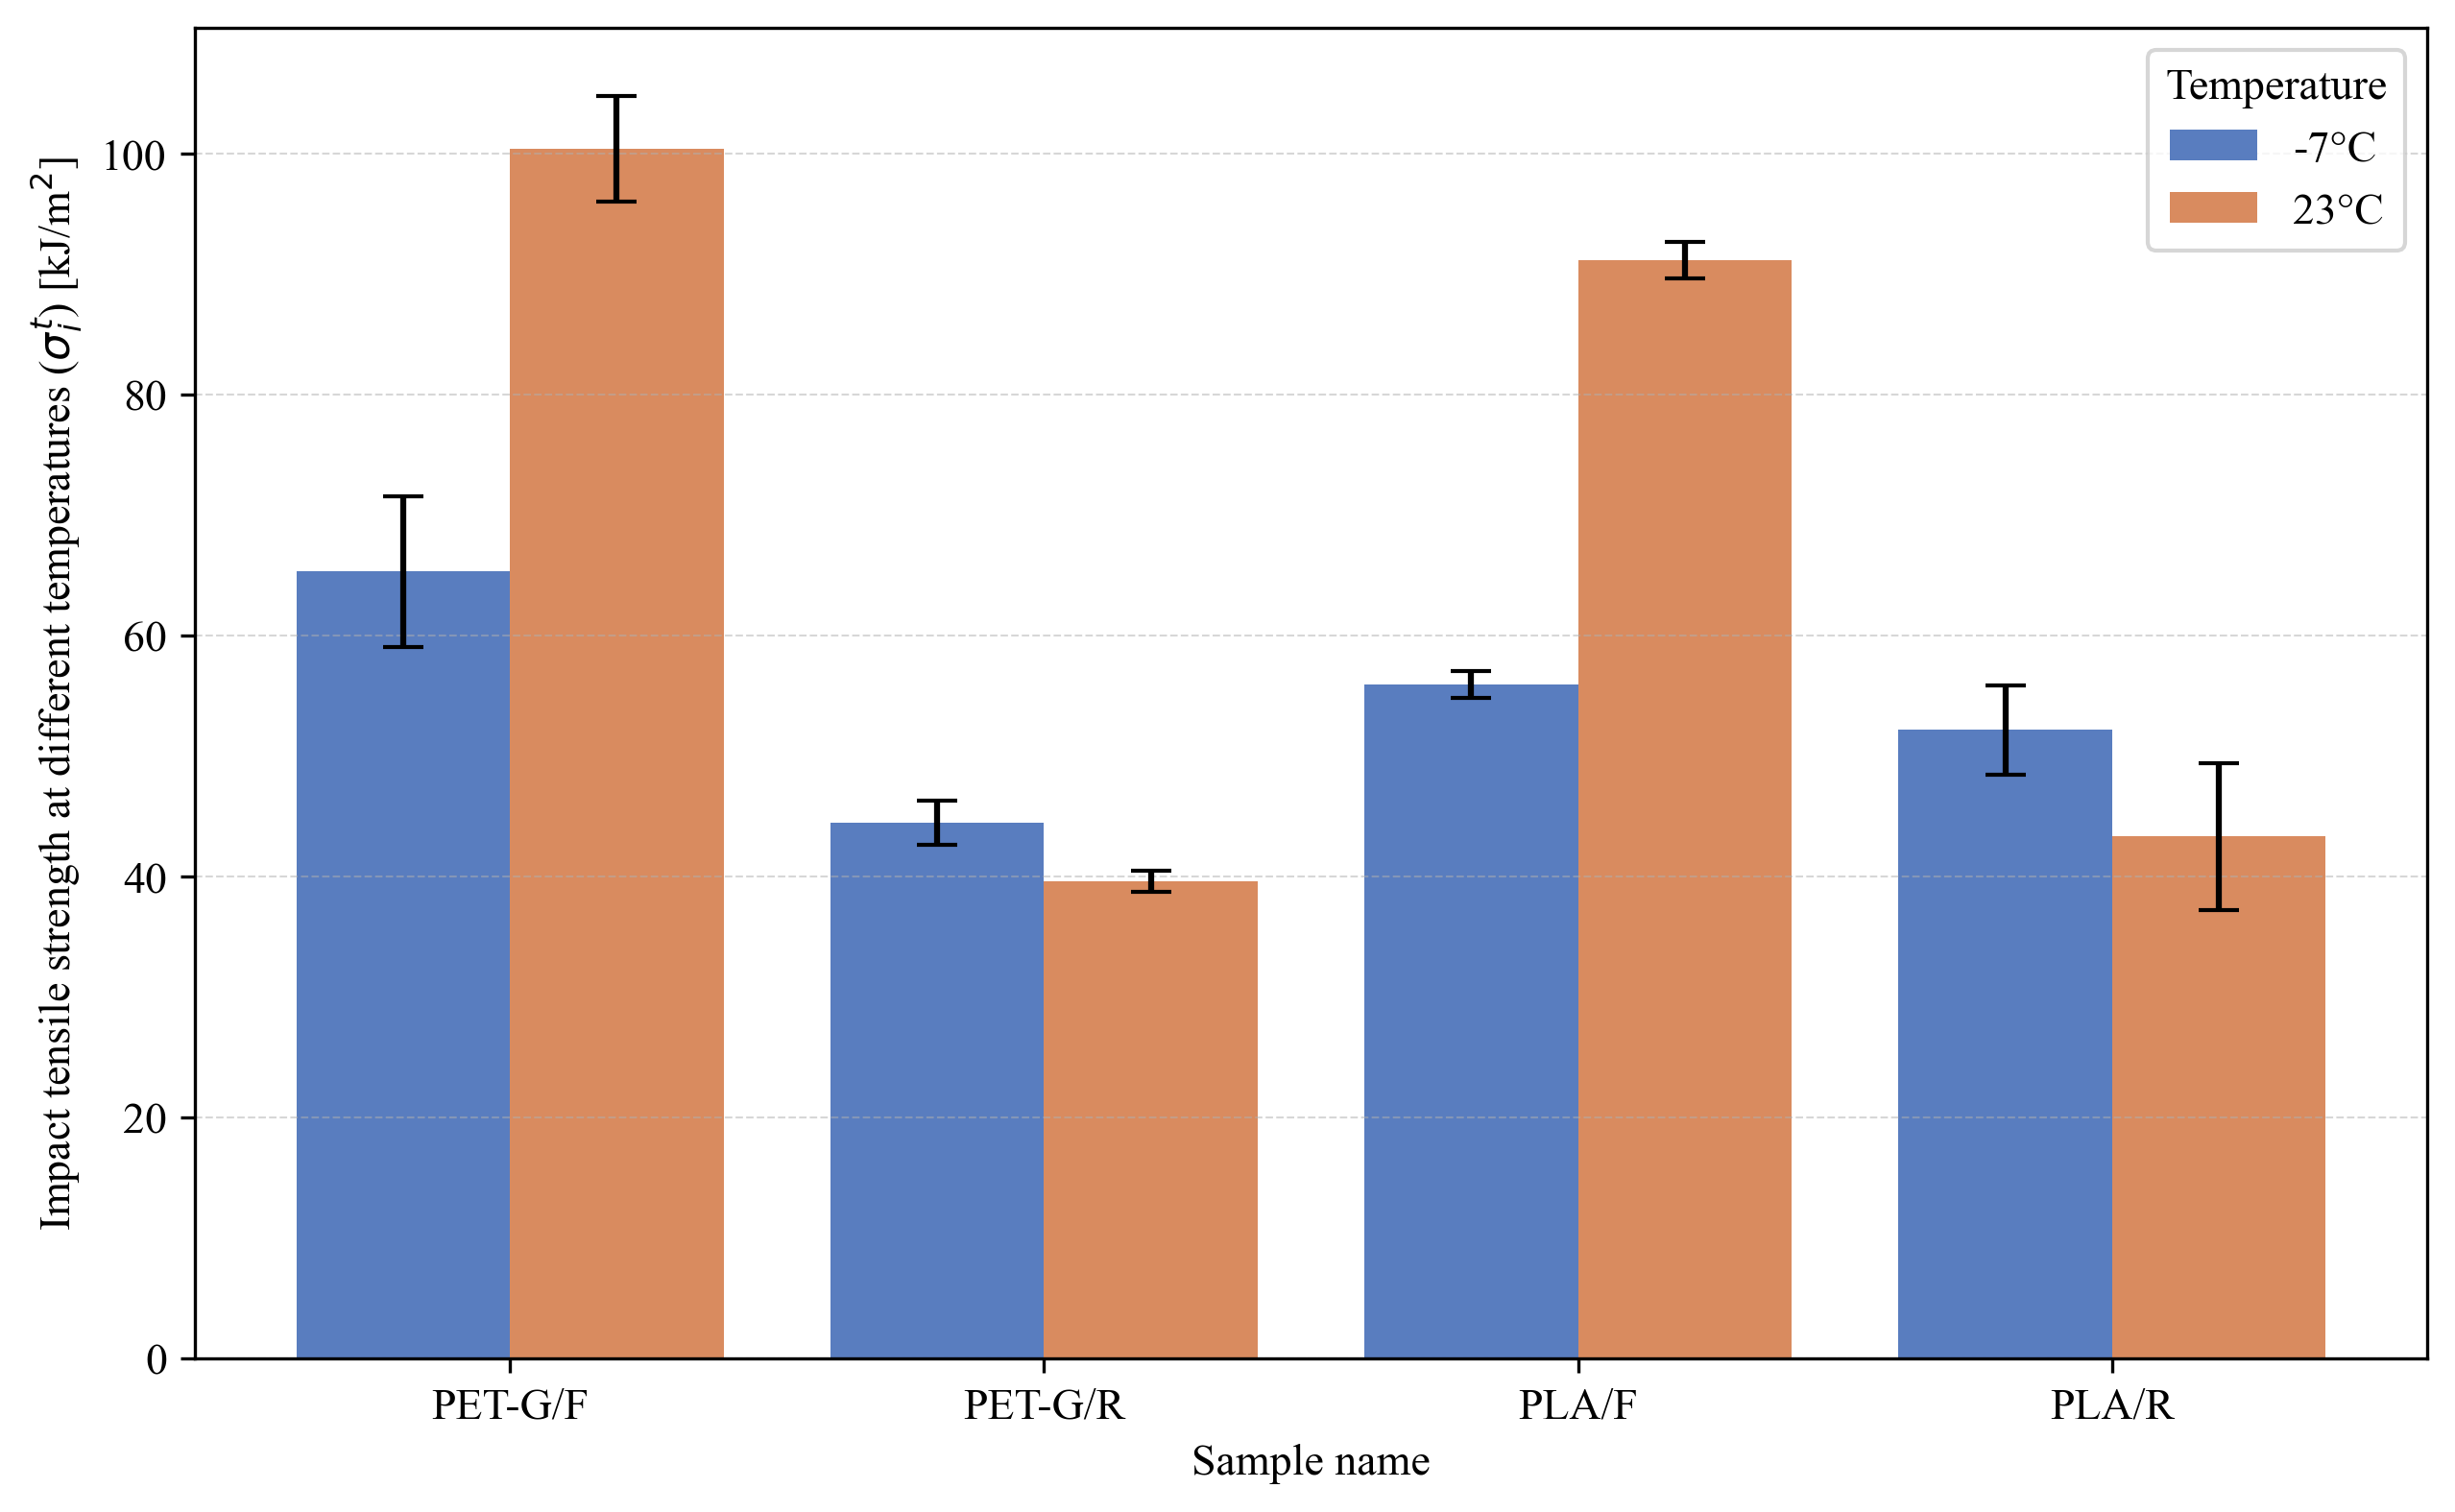 Impact tensile strength at different temperatures (σᵢᵗ) [kJ/m²]
100
80
60
40
20
0
Temperature
-7°C
23°C
PET-G/F
PET-G/R
PLA/F
PLA/R
Sample name